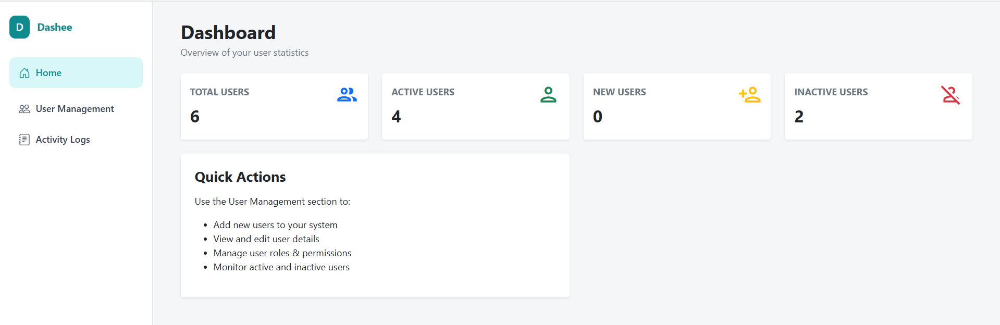 D
Dashee
Home
User Management
Activity Logs
Dashboard
Overview of your user statistics
TOTAL USERS
6
ACTIVE USERS
4
NEW USERS
0
INACTIVE USERS
2
Quick Actions
Use the User Management section to:
• Add new users to your system
• View and edit user details
• Manage user roles & permissions
• Monitor active and inactive users